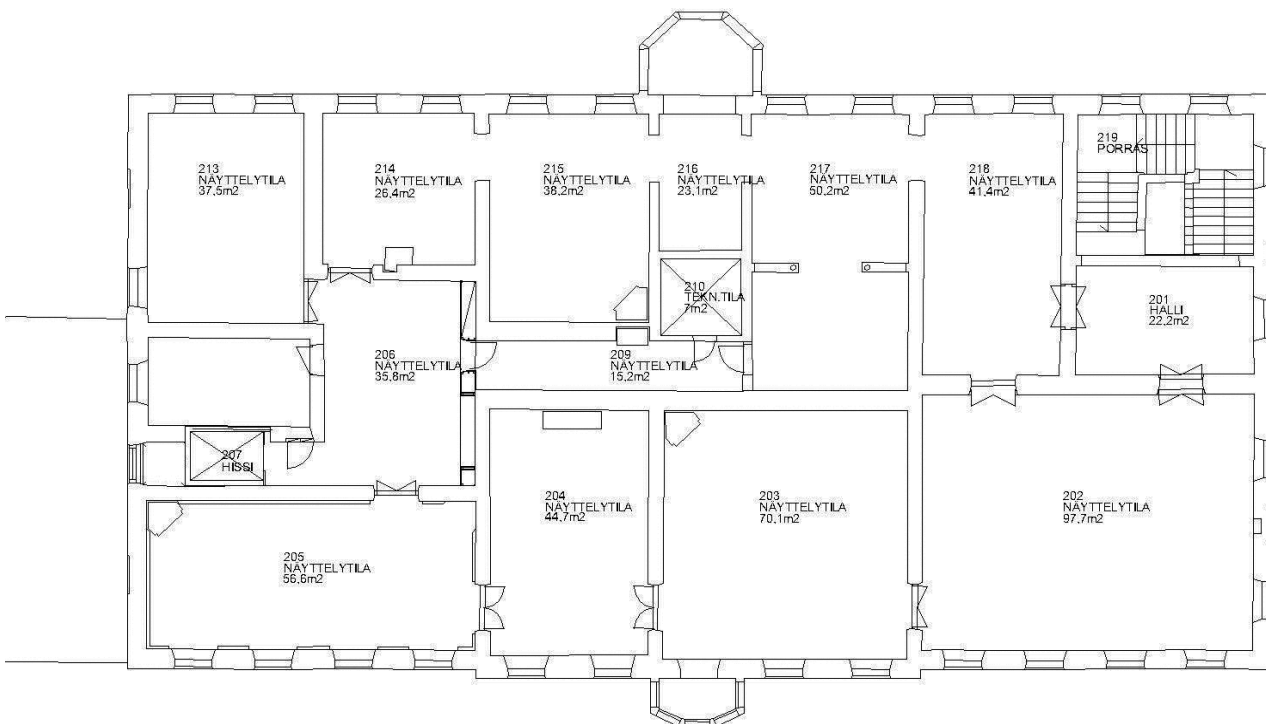 213
NÄYTTELYTILA
37,5m2
214
NÄYTTELYTILA
26,4m2
215
NÄYTTELYTILA
38,2m2
216
NÄYTTELYTILA
23,1m2
217
NÄYTTELYTILA
50,2m2
218
NÄYTTELYTILA
41,4m2
219
PORRAS
210
TEKN.TILA
7m2
201
HALLI
22,2m2
206
NÄYTTELYTILA
35,8m2
209
NÄYTTELYTILA
15,2m2
207
HISSI
205
NÄYTTELYTILA
56,6m2
204
NÄYTTELYTILA
44,7m2
203
NÄYTTELYTILA
70,1m2
202
NÄYTTELYTILA
97,7m2